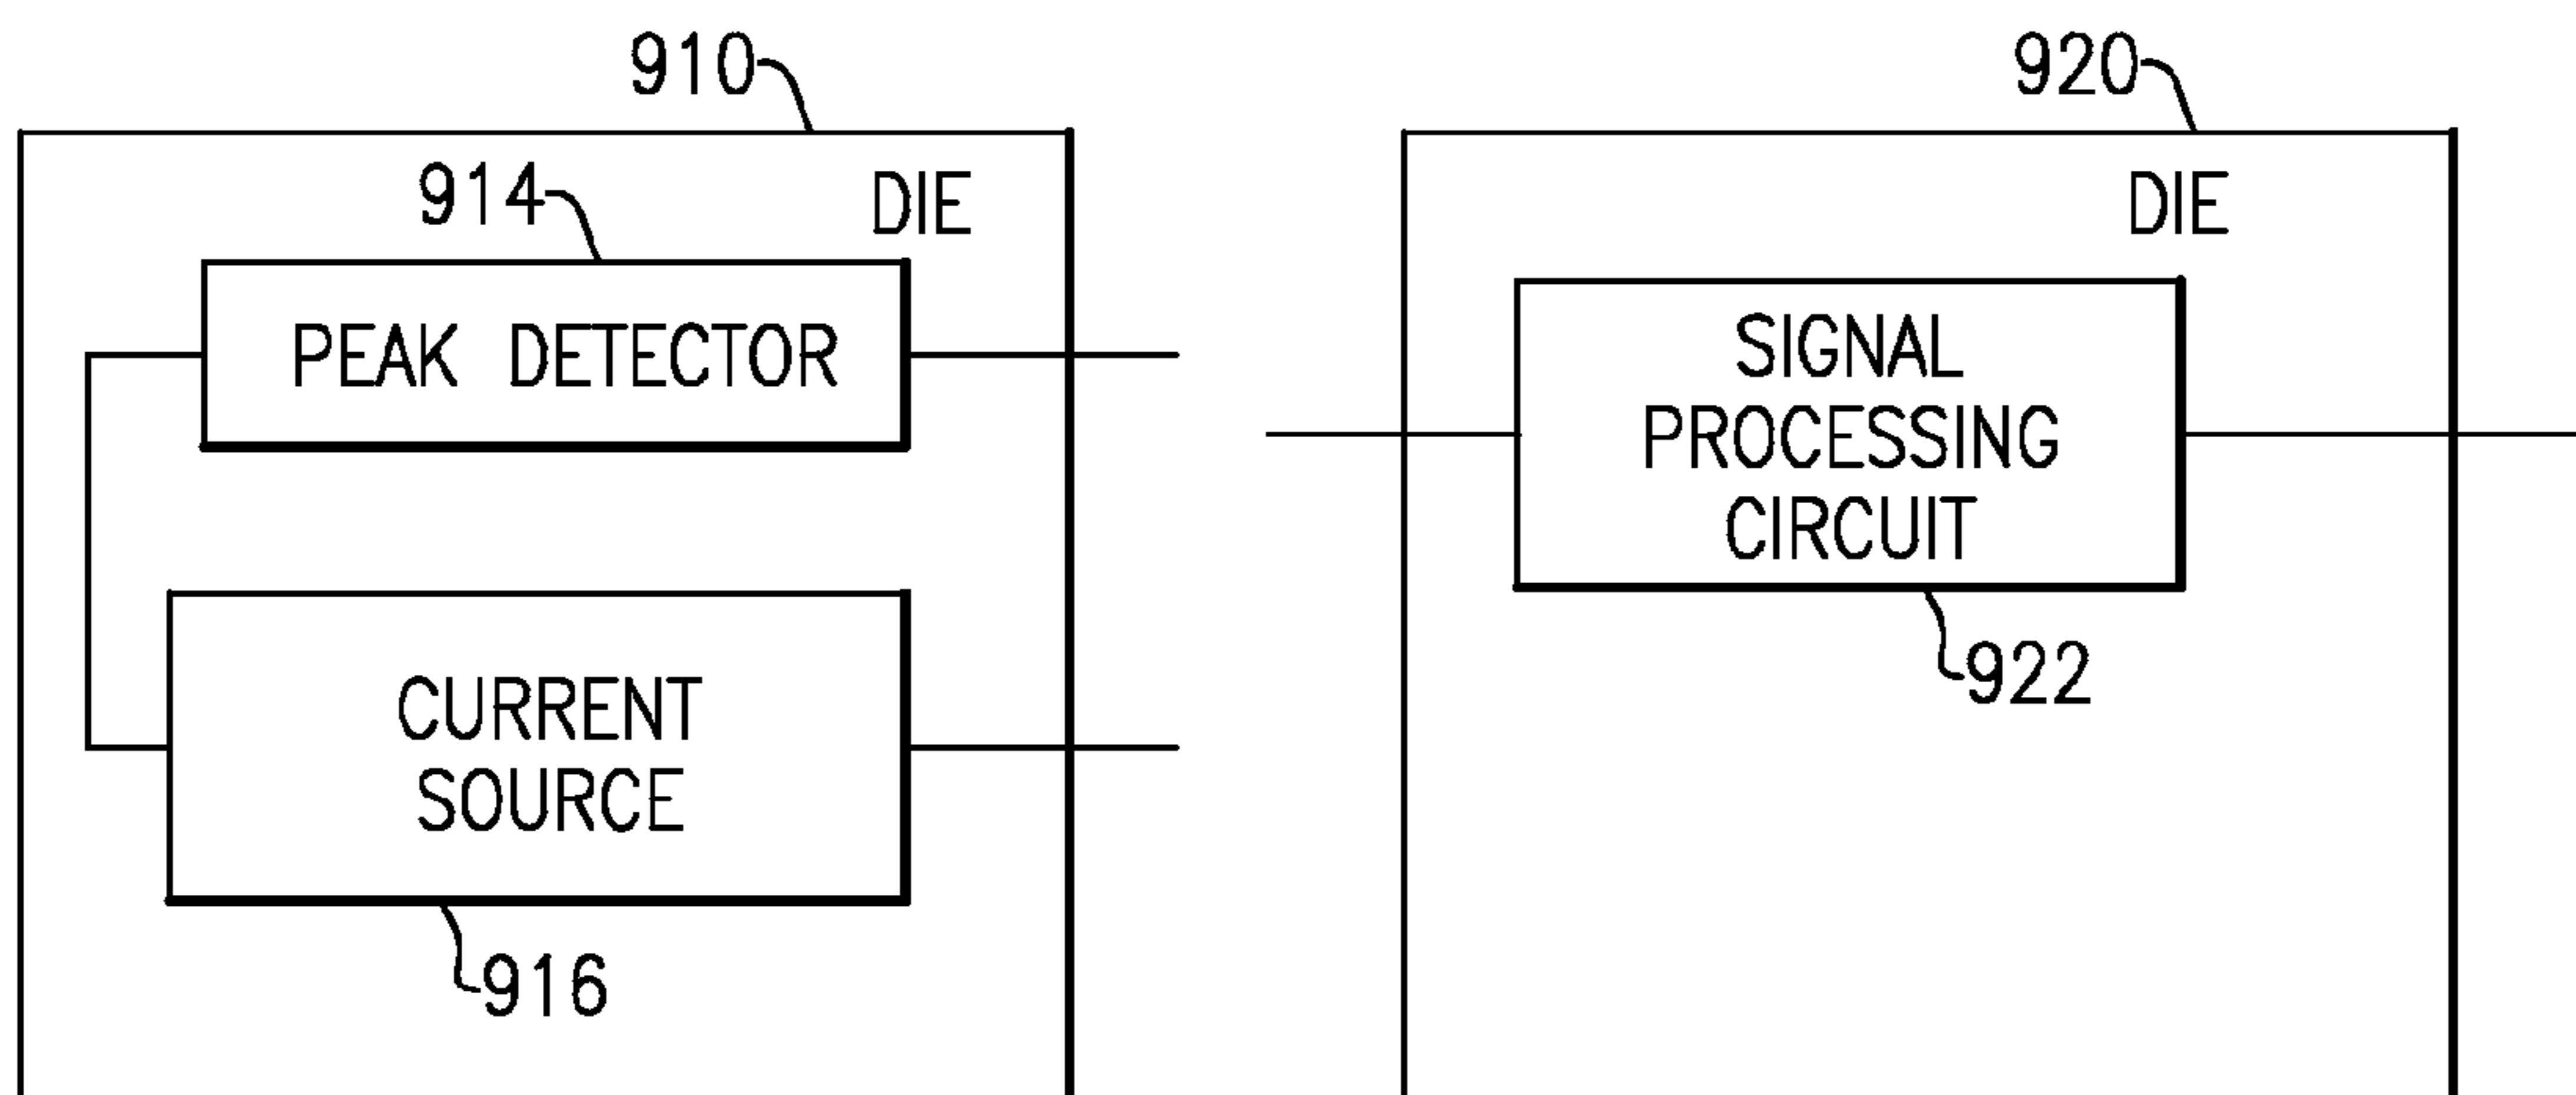 910
DIE
914
PEAK DETECTOR
CURRENT
SOURCE
916
920
DIE
SIGNAL
PROCESSING
CIRCUIT
922